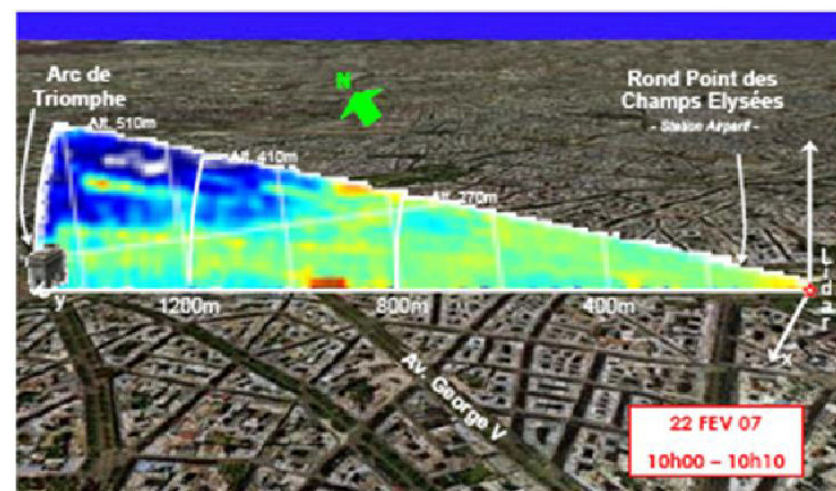 N
Arc de
Triomphe
Rond Point des
Champs Elysées
- Station Airparif -
Alt. 510m
Alt. 410m
Alt. 270m
Lidar
y
1200m
800m
400m
x
Av. George V
22 FEV 07
10h00 – 10h10